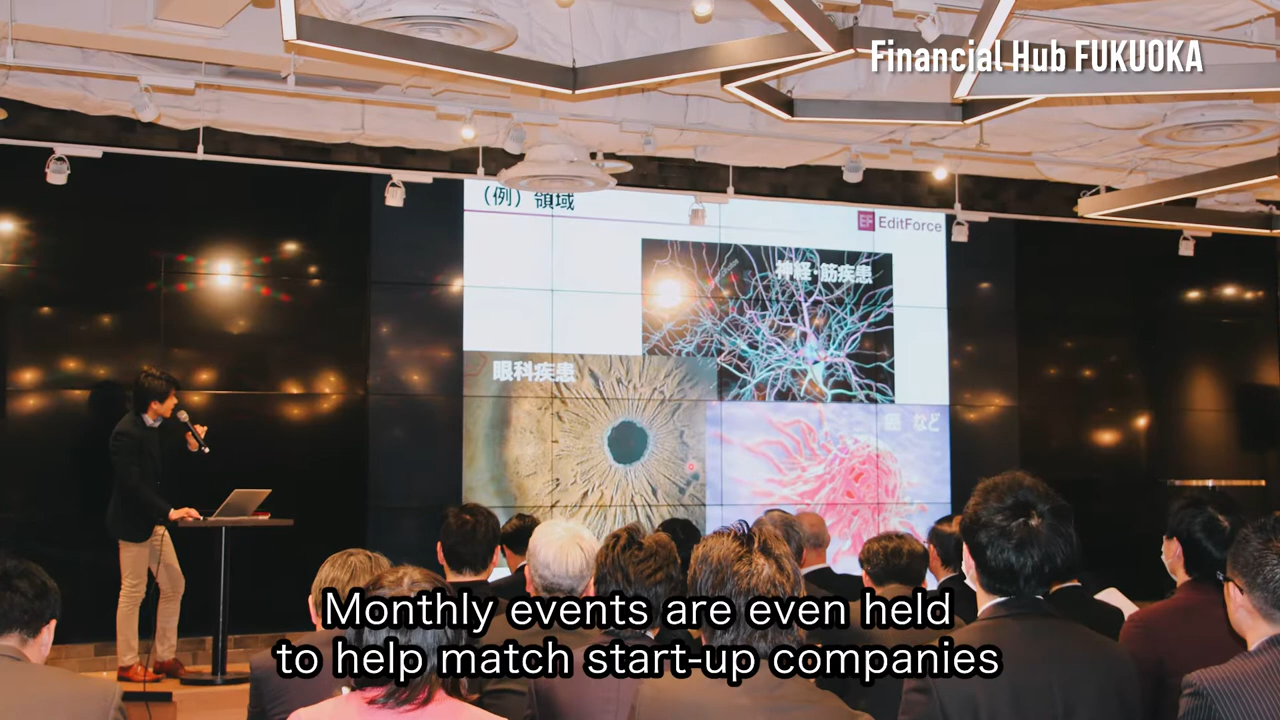 Financial Hub FUKUOKA
（例）領域
EF EditForce
神経・筋疾患
眼科疾患
癌 など
Monthly events are even held
to help match start-up companies